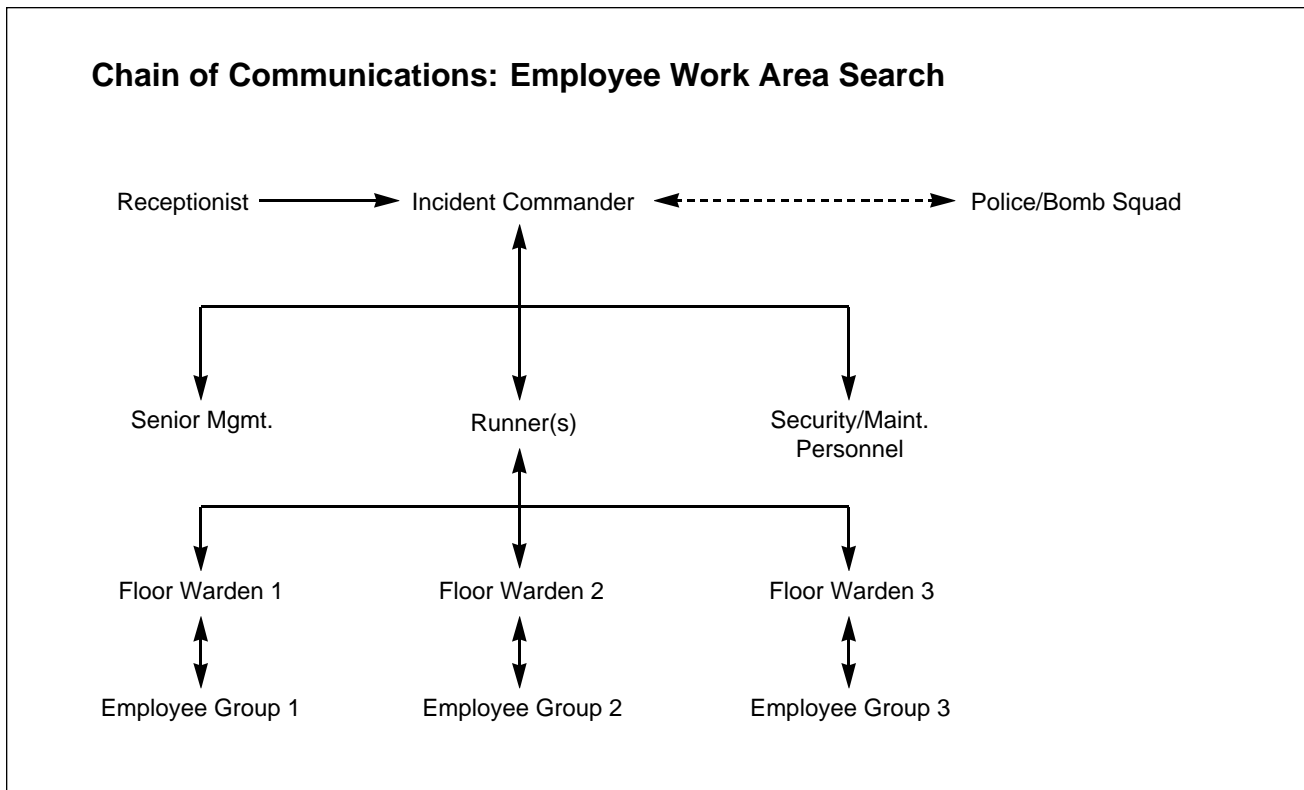 Chain of Communications: Employee Work Area Search
Receptionist
Incident Commander
Police/Bomb Squad
Senior Mgmt.
Runner(s)
Security/Maint.
Personnel
Floor Warden 1
Floor Warden 2
Floor Warden 3
Employee Group 1
Employee Group 2
Employee Group 3